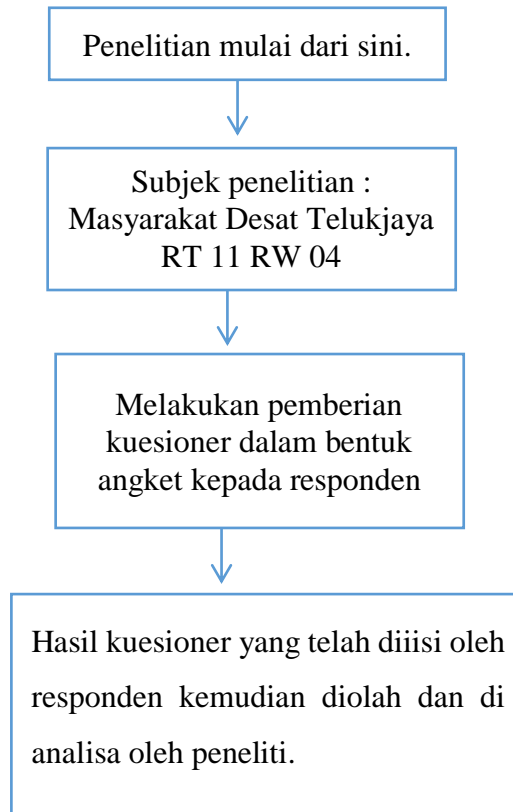 Penelitian mulai dari sini.
Subjek penelitian :
Masyarakat Desat Telukjaya
RT 11 RW 04
Melakukan pemberian
kuesioner dalam bentuk
angket kepada responden
Hasil kuesioner yang telah diiisi oleh
responden kemudian diolah dan di
analisa oleh peneliti.